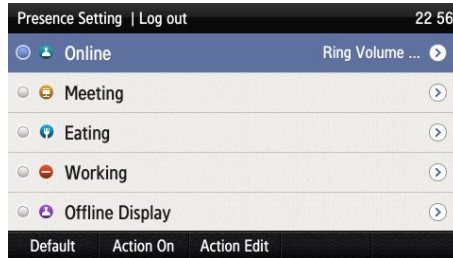 Presence Setting | Log out 22 56
Online Ring Volume ...
Meeting
Eating
Working
Offline Display
Default Action On Action Edit